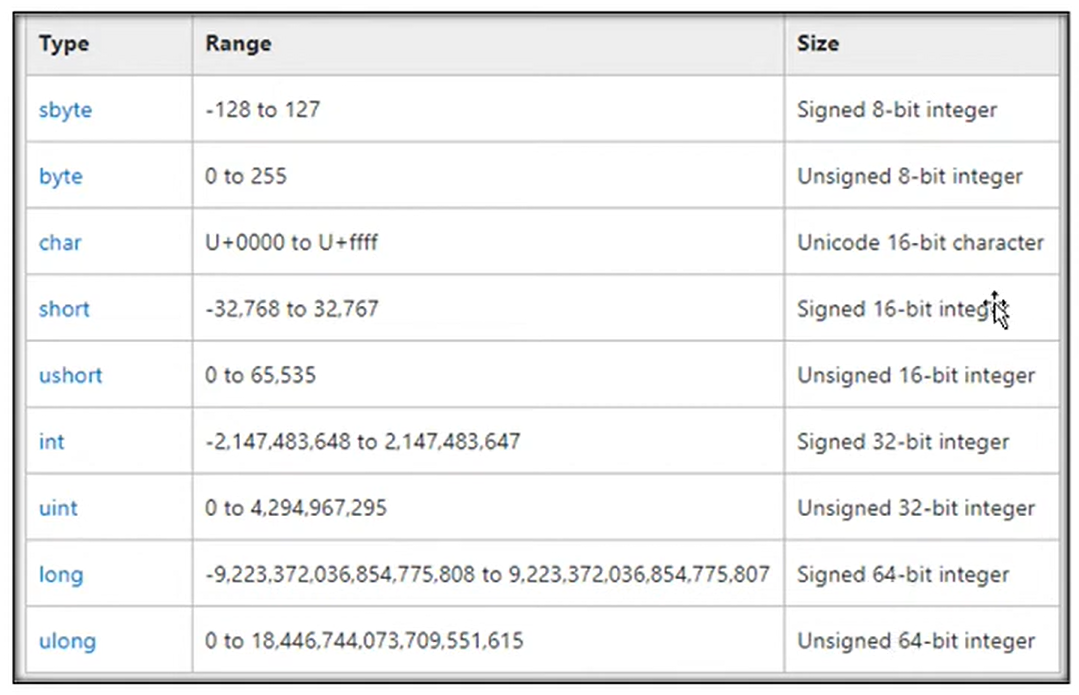 Type Range Size
sbyte -128 to 127 Signed 8-bit integer
byte 0 to 255 Unsigned 8-bit integer
char U+0000 to U+ffff Unicode 16-bit character
short -32,768 to 32,767 Signed 16-bit integer
ushort 0 to 65,535 Unsigned 16-bit integer
int -2,147,483,648 to 2,147,483,647 Signed 32-bit integer
uint 0 to 4,294,967,295 Unsigned 32-bit integer
long -9,223,372,036,854,775,808 to 9,223,372,036,854,775,807 Signed 64-bit integer
ulong 0 to 18,446,744,073,709,551,615 Unsigned 64-bit integer